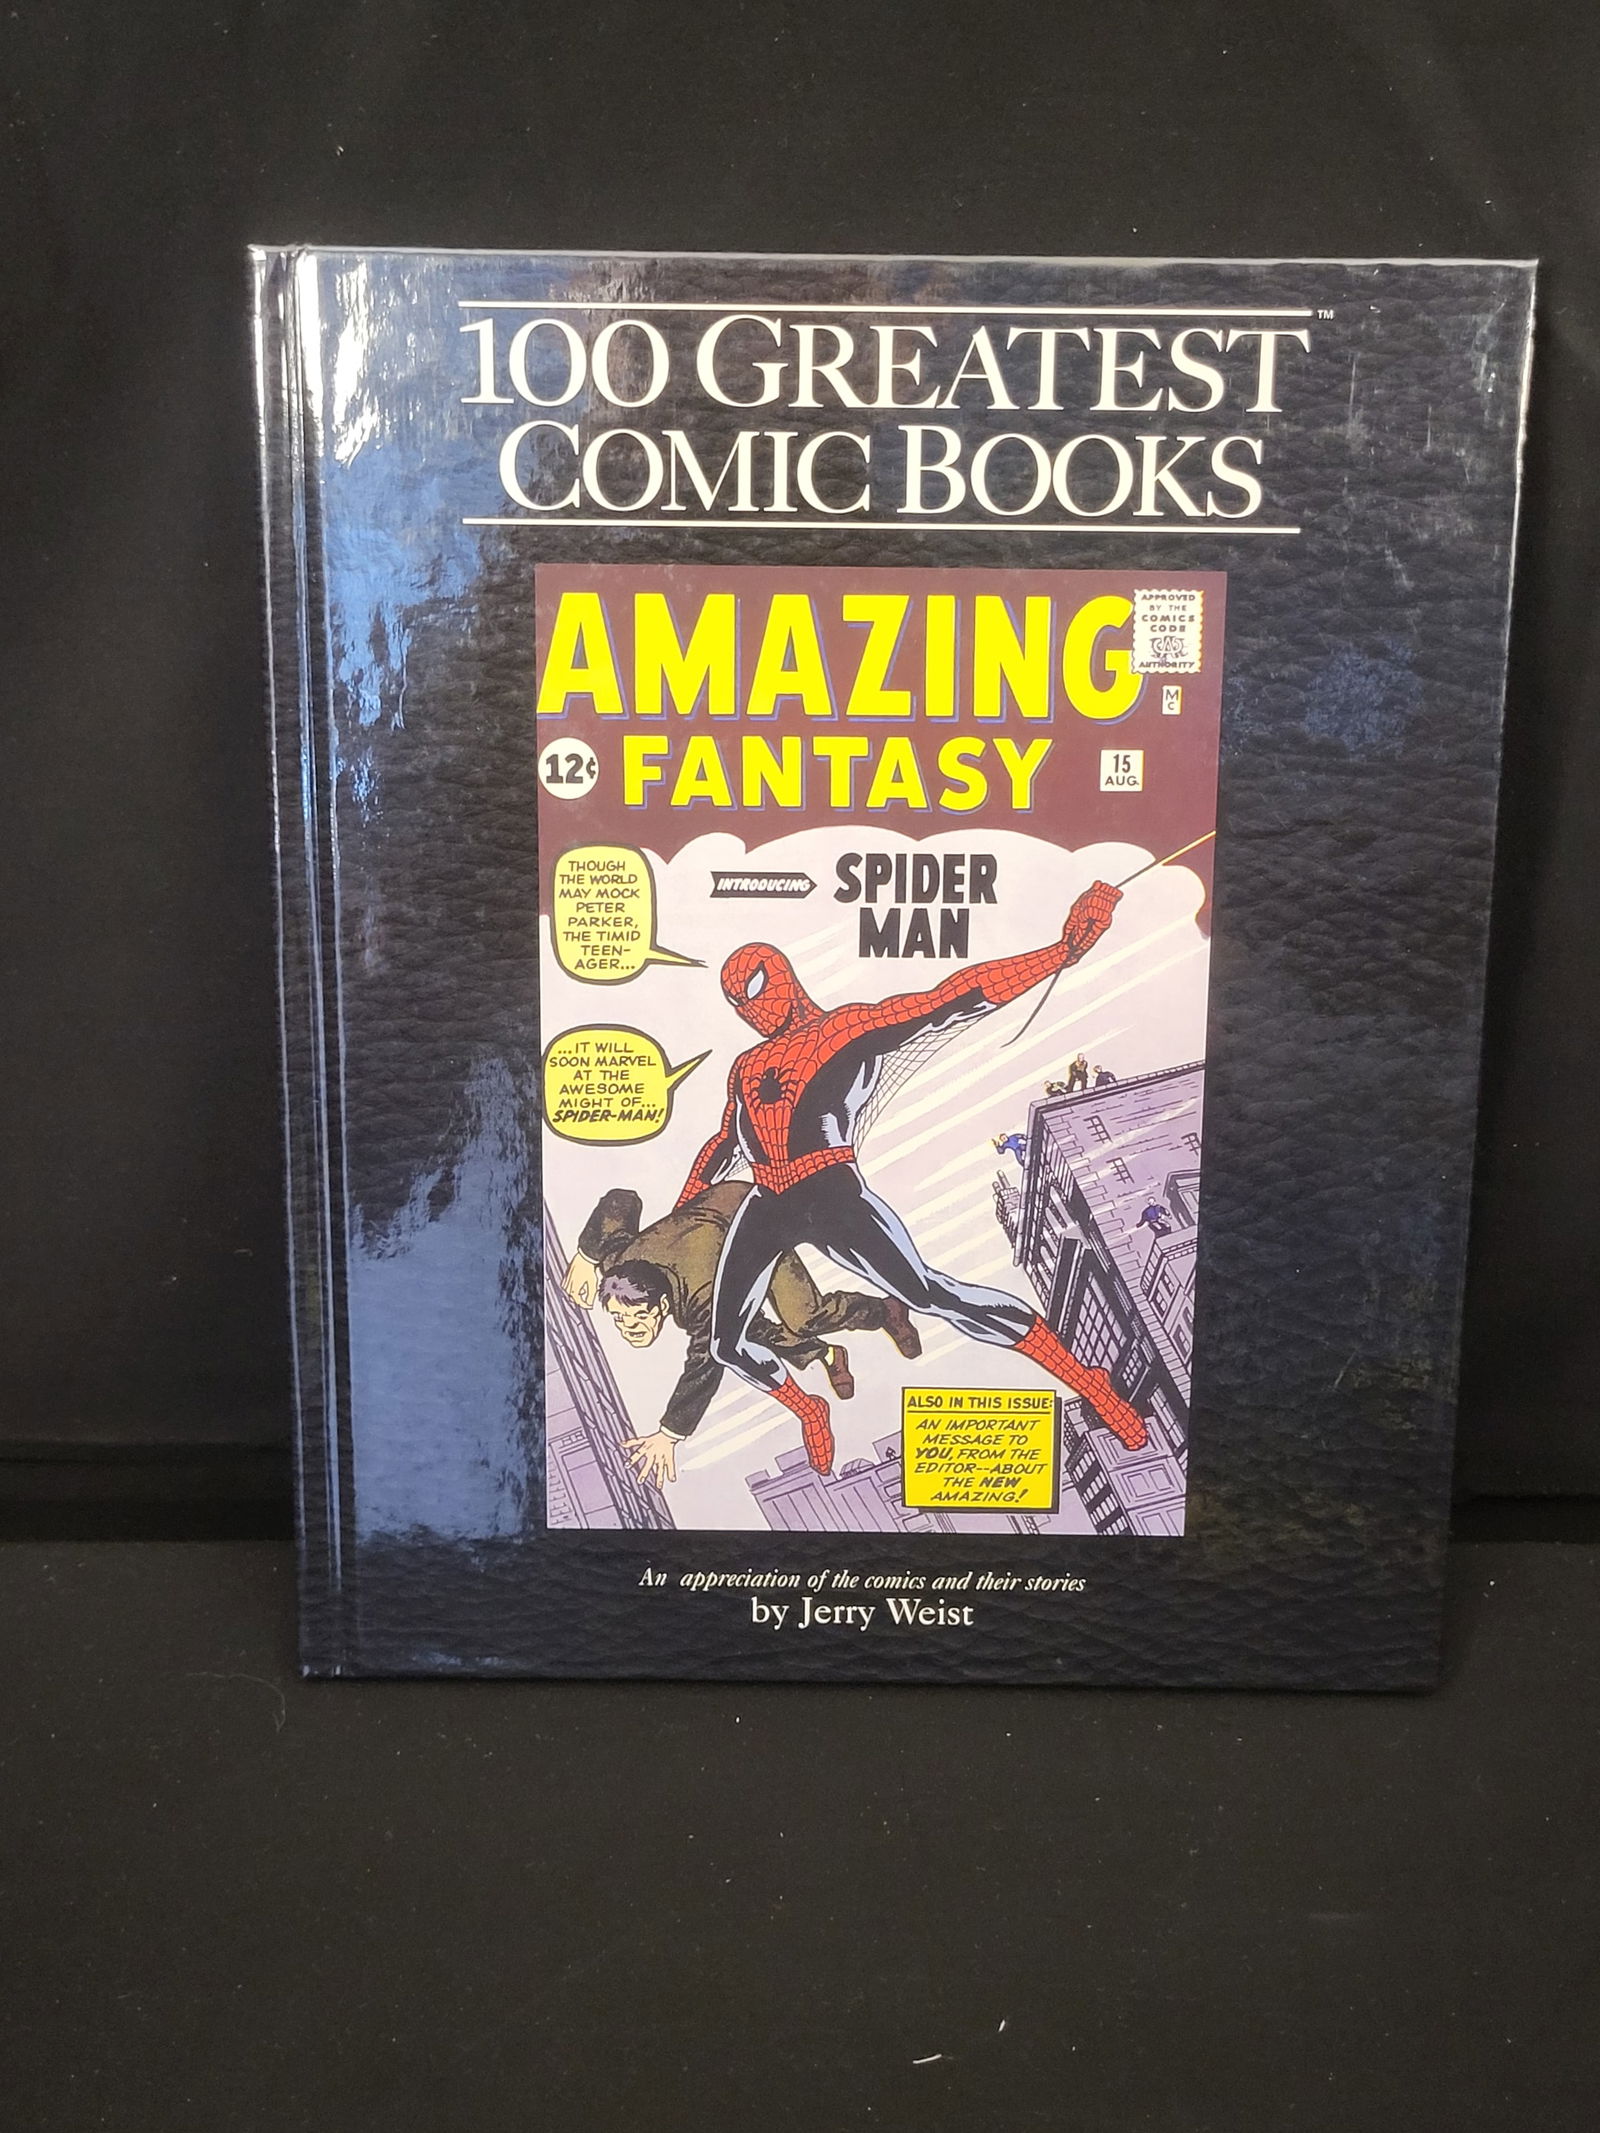 100 GREATEST ™
COMIC BOOKS
AMAZING
FANTASY
APPROVED
BY THE
COMICS
CODE
CA
AUTHORITY
M
C
12¢
15
AUG.
INTRODUCING
SPIDER
MAN
THOUGH
THE WORLD
MAY MOCK
PETER
PARKER,
THE TIMID
TEEN-
AGER...
...IT WILL
SOON MARVEL
AT THE
AWESOME
MIGHT OF...
SPIDER-MAN!
ALSO IN THIS ISSUE:
AN IMPORTANT
MESSAGE TO
YOU, FROM THE
EDITOR--ABOUT
THE NEW
AMAZING!
An appreciation of the comics and their stories
by Jerry Weist